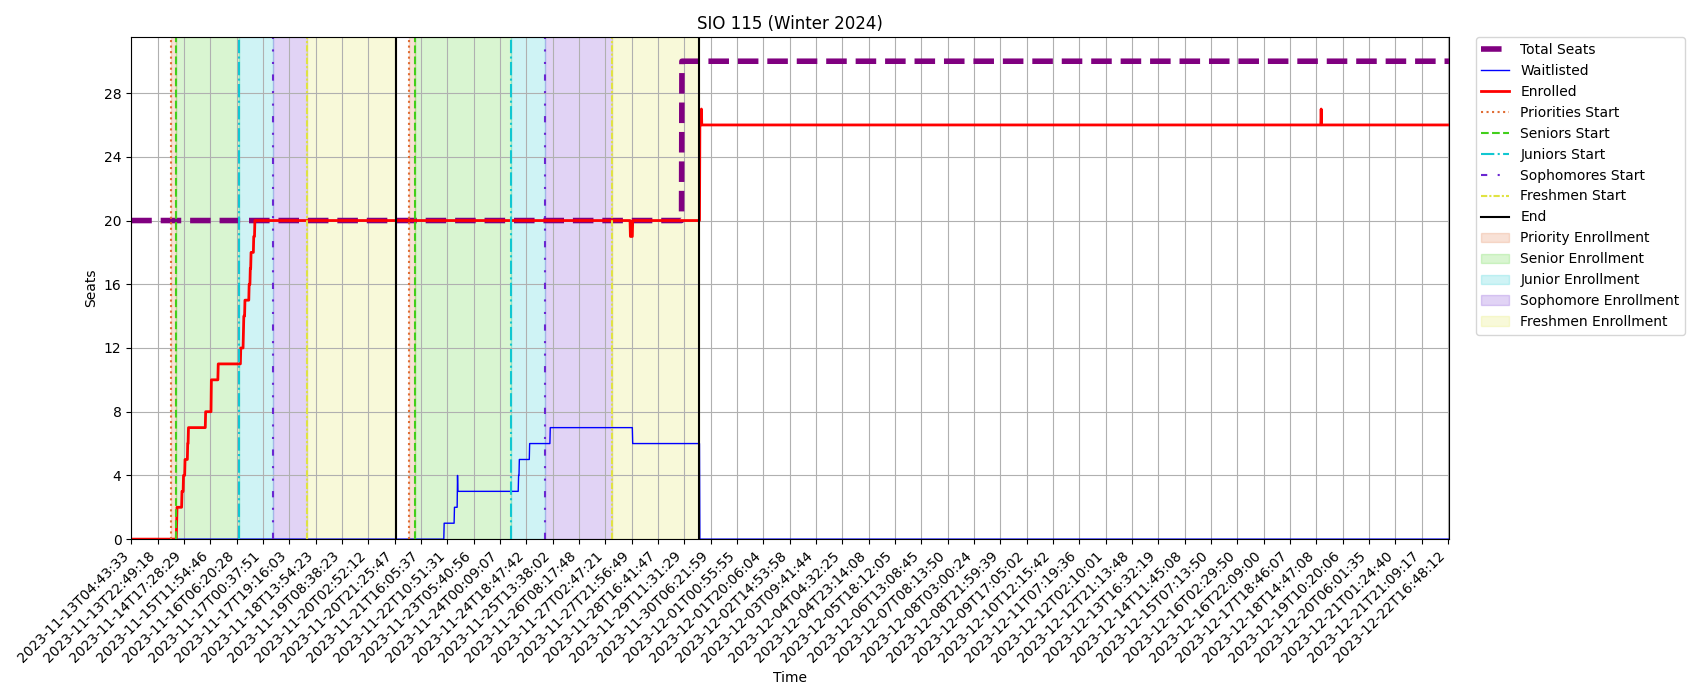 SIO 115 (Winter 2024)
Seats
28
24
20
16
12
8
4
0
2023-11-13T04:43:33
2023-11-13T22:49:18
2023-11-14T17:28:29
2023-11-15T11:54:46
2023-11-16T06:20:28
2023-11-17T00:37:51
2023-11-17T19:16:03
2023-11-18T13:54:23
2023-11-19T08:38:23
2023-11-20T02:52:12
2023-11-20T21:25:47
2023-11-21T16:05:37
2023-11-22T10:51:31
2023-11-23T05:40:56
2023-11-24T00:09:07
2023-11-24T18:47:42
2023-11-25T13:38:02
2023-11-26T08:17:48
2023-11-27T02:47:21
2023-11-27T21:56:49
2023-11-28T16:41:47
2023-11-29T11:31:29
2023-11-30T06:21:59
2023-12-01T00:55:55
2023-12-01T20:06:04
2023-12-02T14:53:58
2023-12-03T09:41:44
2023-12-04T04:32:25
2023-12-04T23:14:08
2023-12-05T18:12:05
2023-12-06T13:08:45
2023-12-07T08:13:50
2023-12-08T03:00:24
2023-12-08T21:59:39
2023-12-09T17:05:02
2023-12-10T12:15:42
2023-12-11T07:19:36
2023-12-12T02:10:01
2023-12-12T21:13:48
2023-12-13T16:32:19
2023-12-14T11:45:08
2023-12-15T07:13:50
2023-12-16T02:29:50
2023-12-16T22:09:00
2023-12-17T18:46:07
2023-12-18T14:47:08
2023-12-19T10:20:06
2023-12-20T06:01:35
2023-12-21T01:24:40
2023-12-21T21:09:17
2023-12-22T16:48:12
Time
Total Seats
Waitlisted
Enrolled
Priorities Start
Seniors Start
Juniors Start
Sophomores Start
Freshmen Start
End
Priority Enrollment
Senior Enrollment
Junior Enrollment
Sophomore Enrollment
Freshmen Enrollment